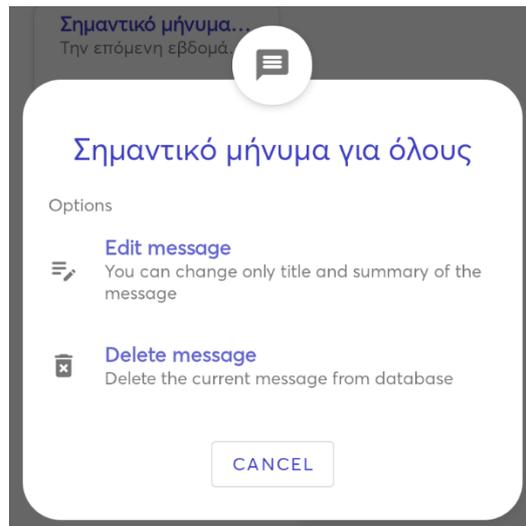 Σημαντικό μήνυμα...
Την επόμενη εβδομά..
Σημαντικό μήνυμα για όλους
Options
Edit message
You can change only title and summary of the
message
Delete message
Delete the current message from database
CANCEL